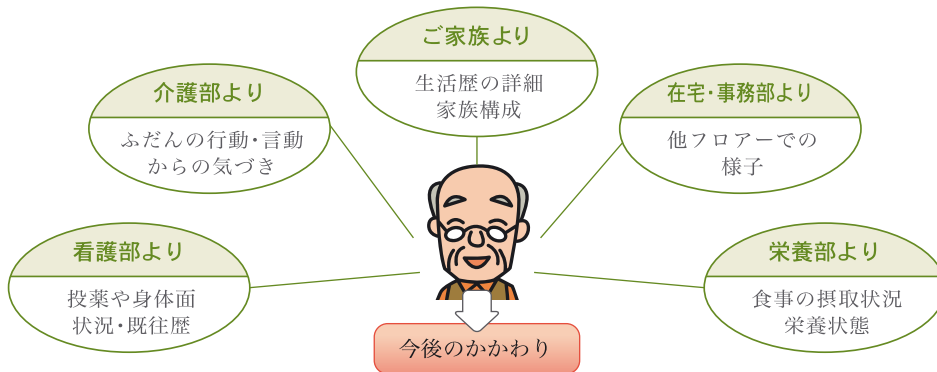 ご家族より
生活歴の詳細
家族構成
介護部より
ふだんの行動・言動
からの気づき
在宅・事務部より
他フロアーでの
様子
看護部より
投薬や身体面
状況・既往歴
栄養部より
食事の摂取状況
栄養状態
今後のかかわり